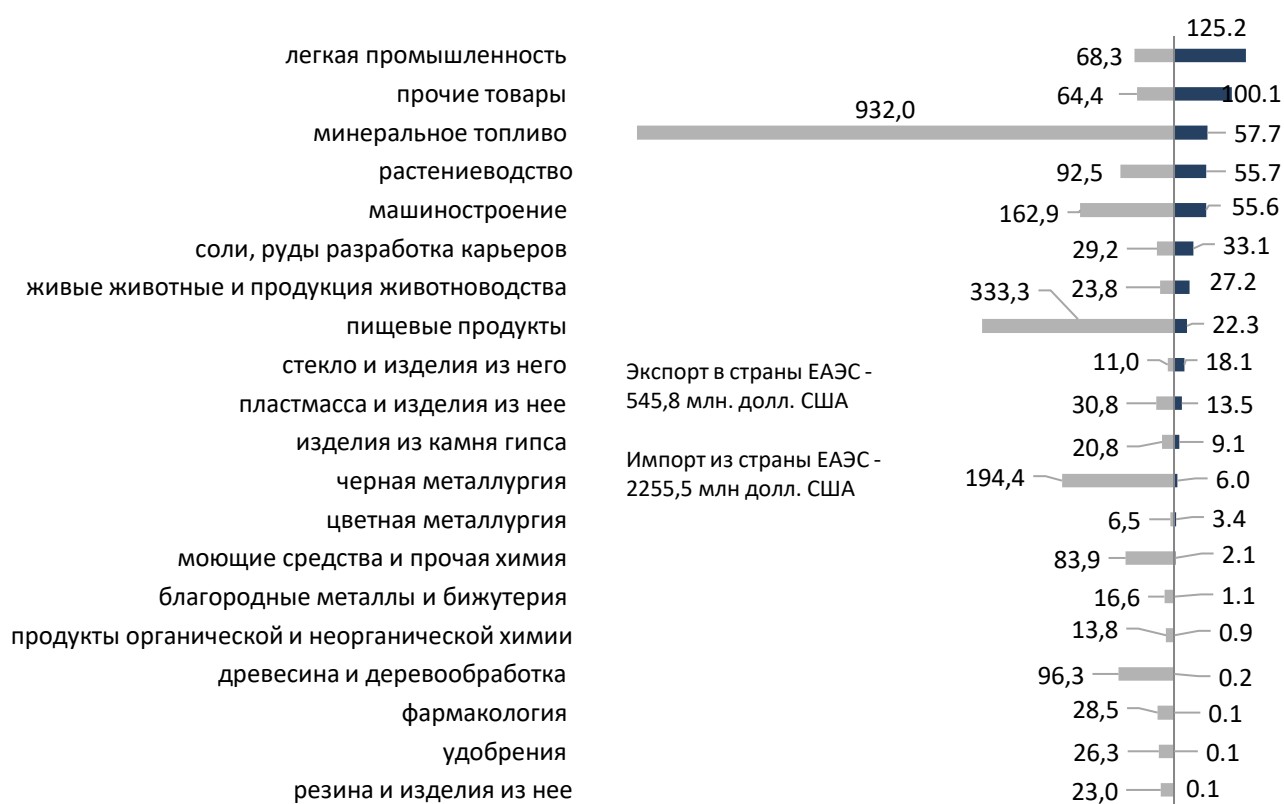 125.2
легкая промышленность 68,3
прочие товары 64,4 100.1
932,0
минеральное топливо 57.7
растениеводство 92,5 55.7
машиностроение 162,9 55.6
соли, руды разработка карьеров 29,2 33.1
живые животные и продукция животноводства 333,3 23,8 27.2
пищевые продукты 22.3
стекло и изделия из него 11,0 18.1
Экспорт в страны ЕАЭС -
545,8 млн. долл. США
пластмасса и изделия из нее 30,8 13.5
изделия из камня гипса 20,8 9.1
Импорт из страны ЕАЭС -
2255,5 млн долл. США
черная металлургия 194,4 6.0
цветная металлургия 6,5 3.4
моющие средства и прочая химия 83,9 2.1
благородные металлы и бижутерия 16,6 1.1
продукты органической и неорганической химии 13,8 0.9
древесина и деревообработка 96,3 0.2
фармакология 28,5 0.1
удобрения 26,3 0.1
резина и изделия из нее 23,0 0.1